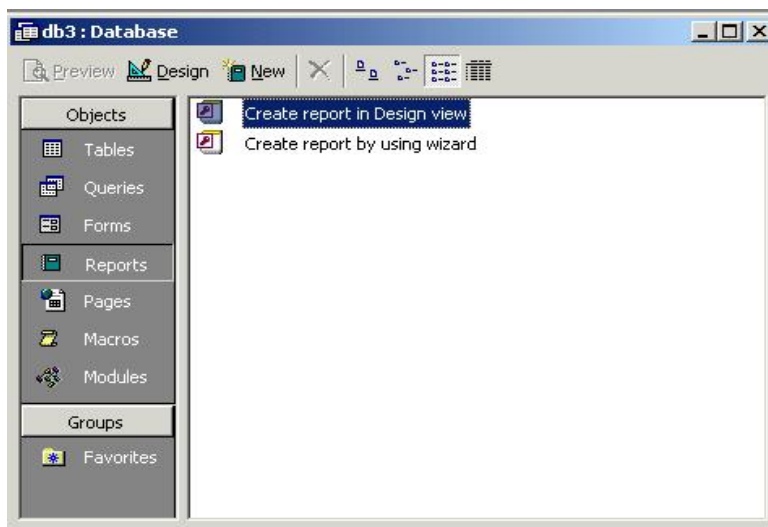 db3 : Database
Preview Design New
Objects
Tables
Queries
Forms
Reports
Pages
Macros
Modules
Groups
Favorites
Create report in Design view
Create report by using wizard